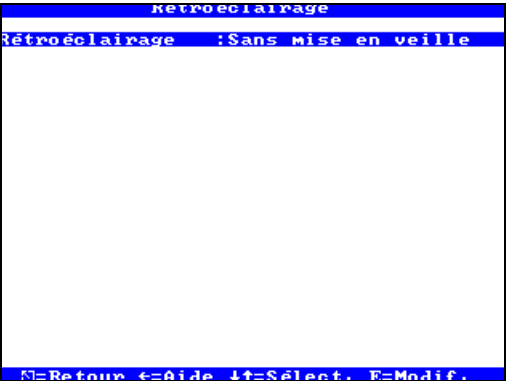 Rétroéclairage
Rétroéclairage :Sans mise en veille
=Retour ←=Aide ↓↑=Sélect. E=Modif.